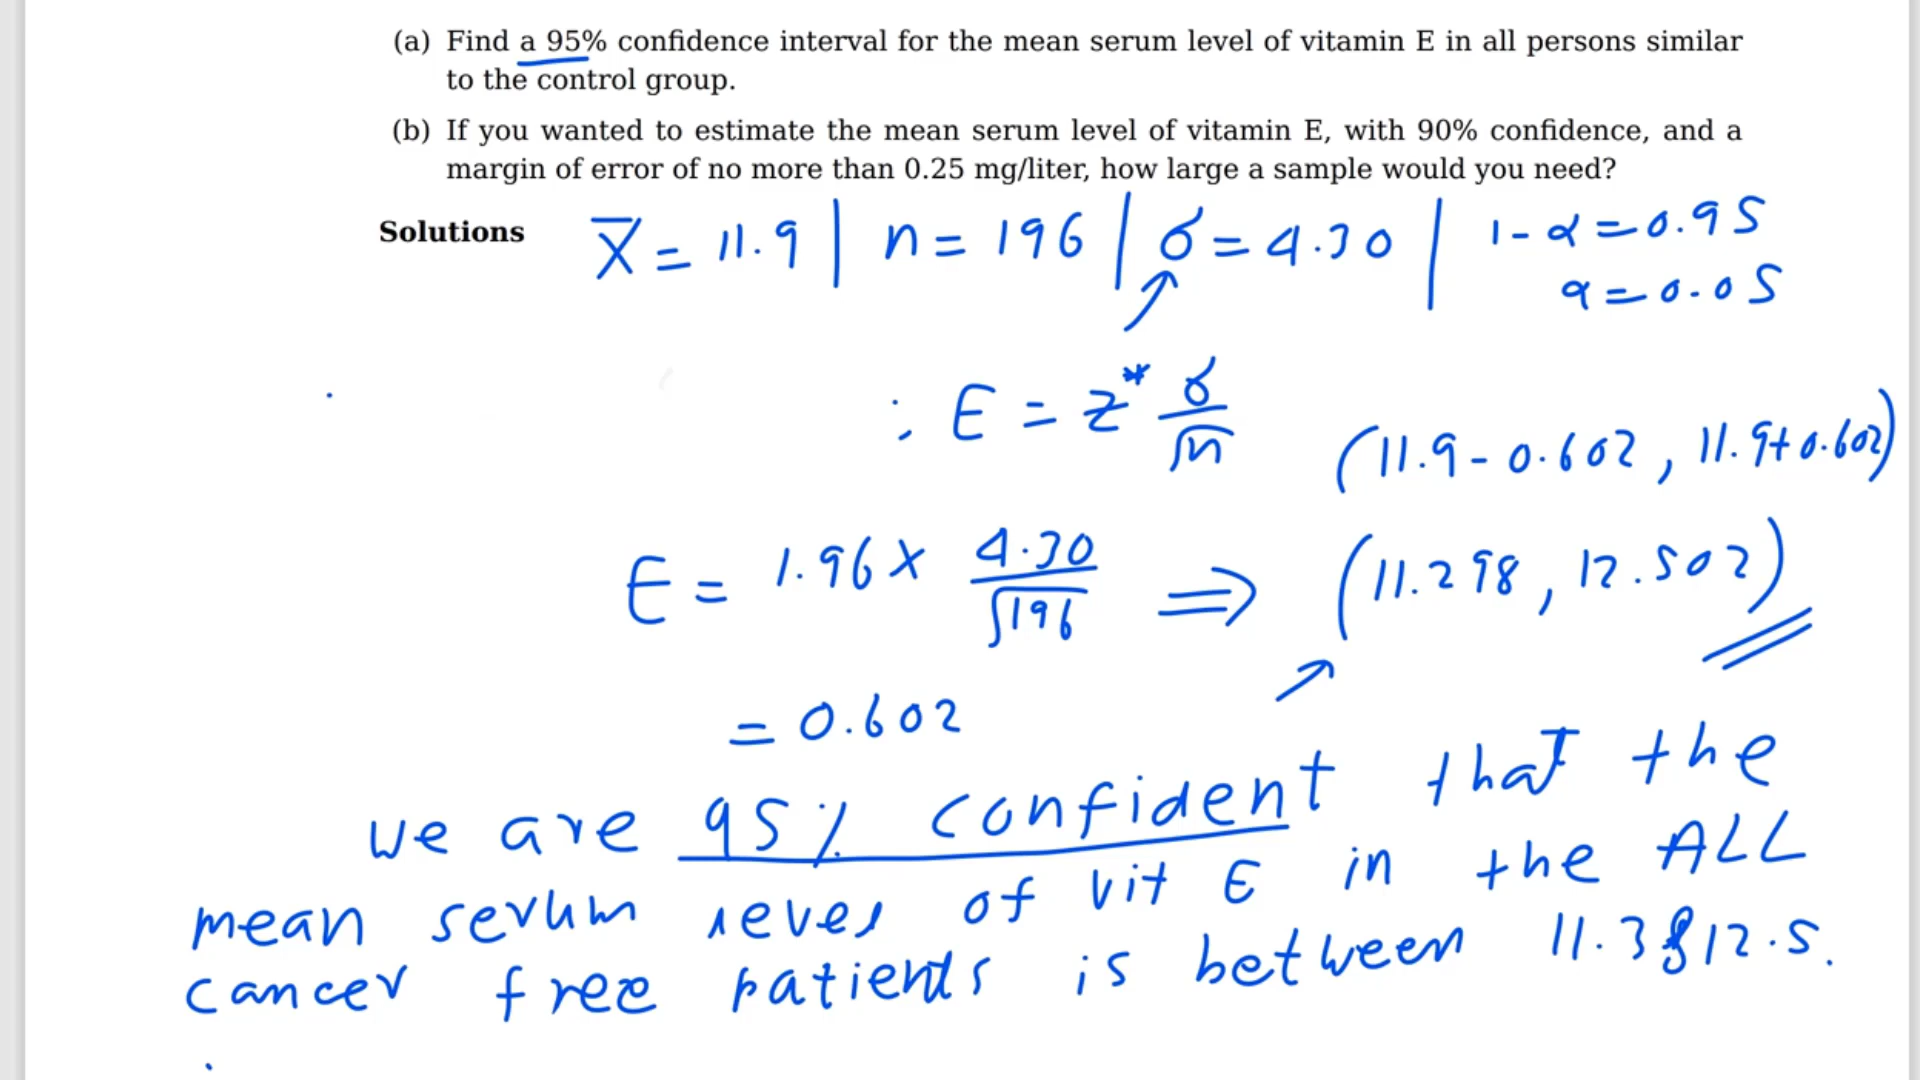 (a) Find a 95% confidence interval for the mean serum level of vitamin E in all persons similar
to the control group.
(b) If you wanted to estimate the mean serum level of vitamin E, with 90% confidence, and a
margin of error of no more than 0.25 mg/liter, how large a sample would you need?
Solutions x̄ = 11.9 | n = 196 | σ = 4.30 | 1 - α = 0.95
α = 0.05
: E = z* σ/√n
(11.9 - 0.602, 11.9 + 0.602)
E = 1.96 × 4.30/√196 ⇒ (11.298, 12.502)
= 0.602
we are 95% confident that the
mean serum level of vit E in the ALL
cancer free patients is between 11.3 & 12.5.